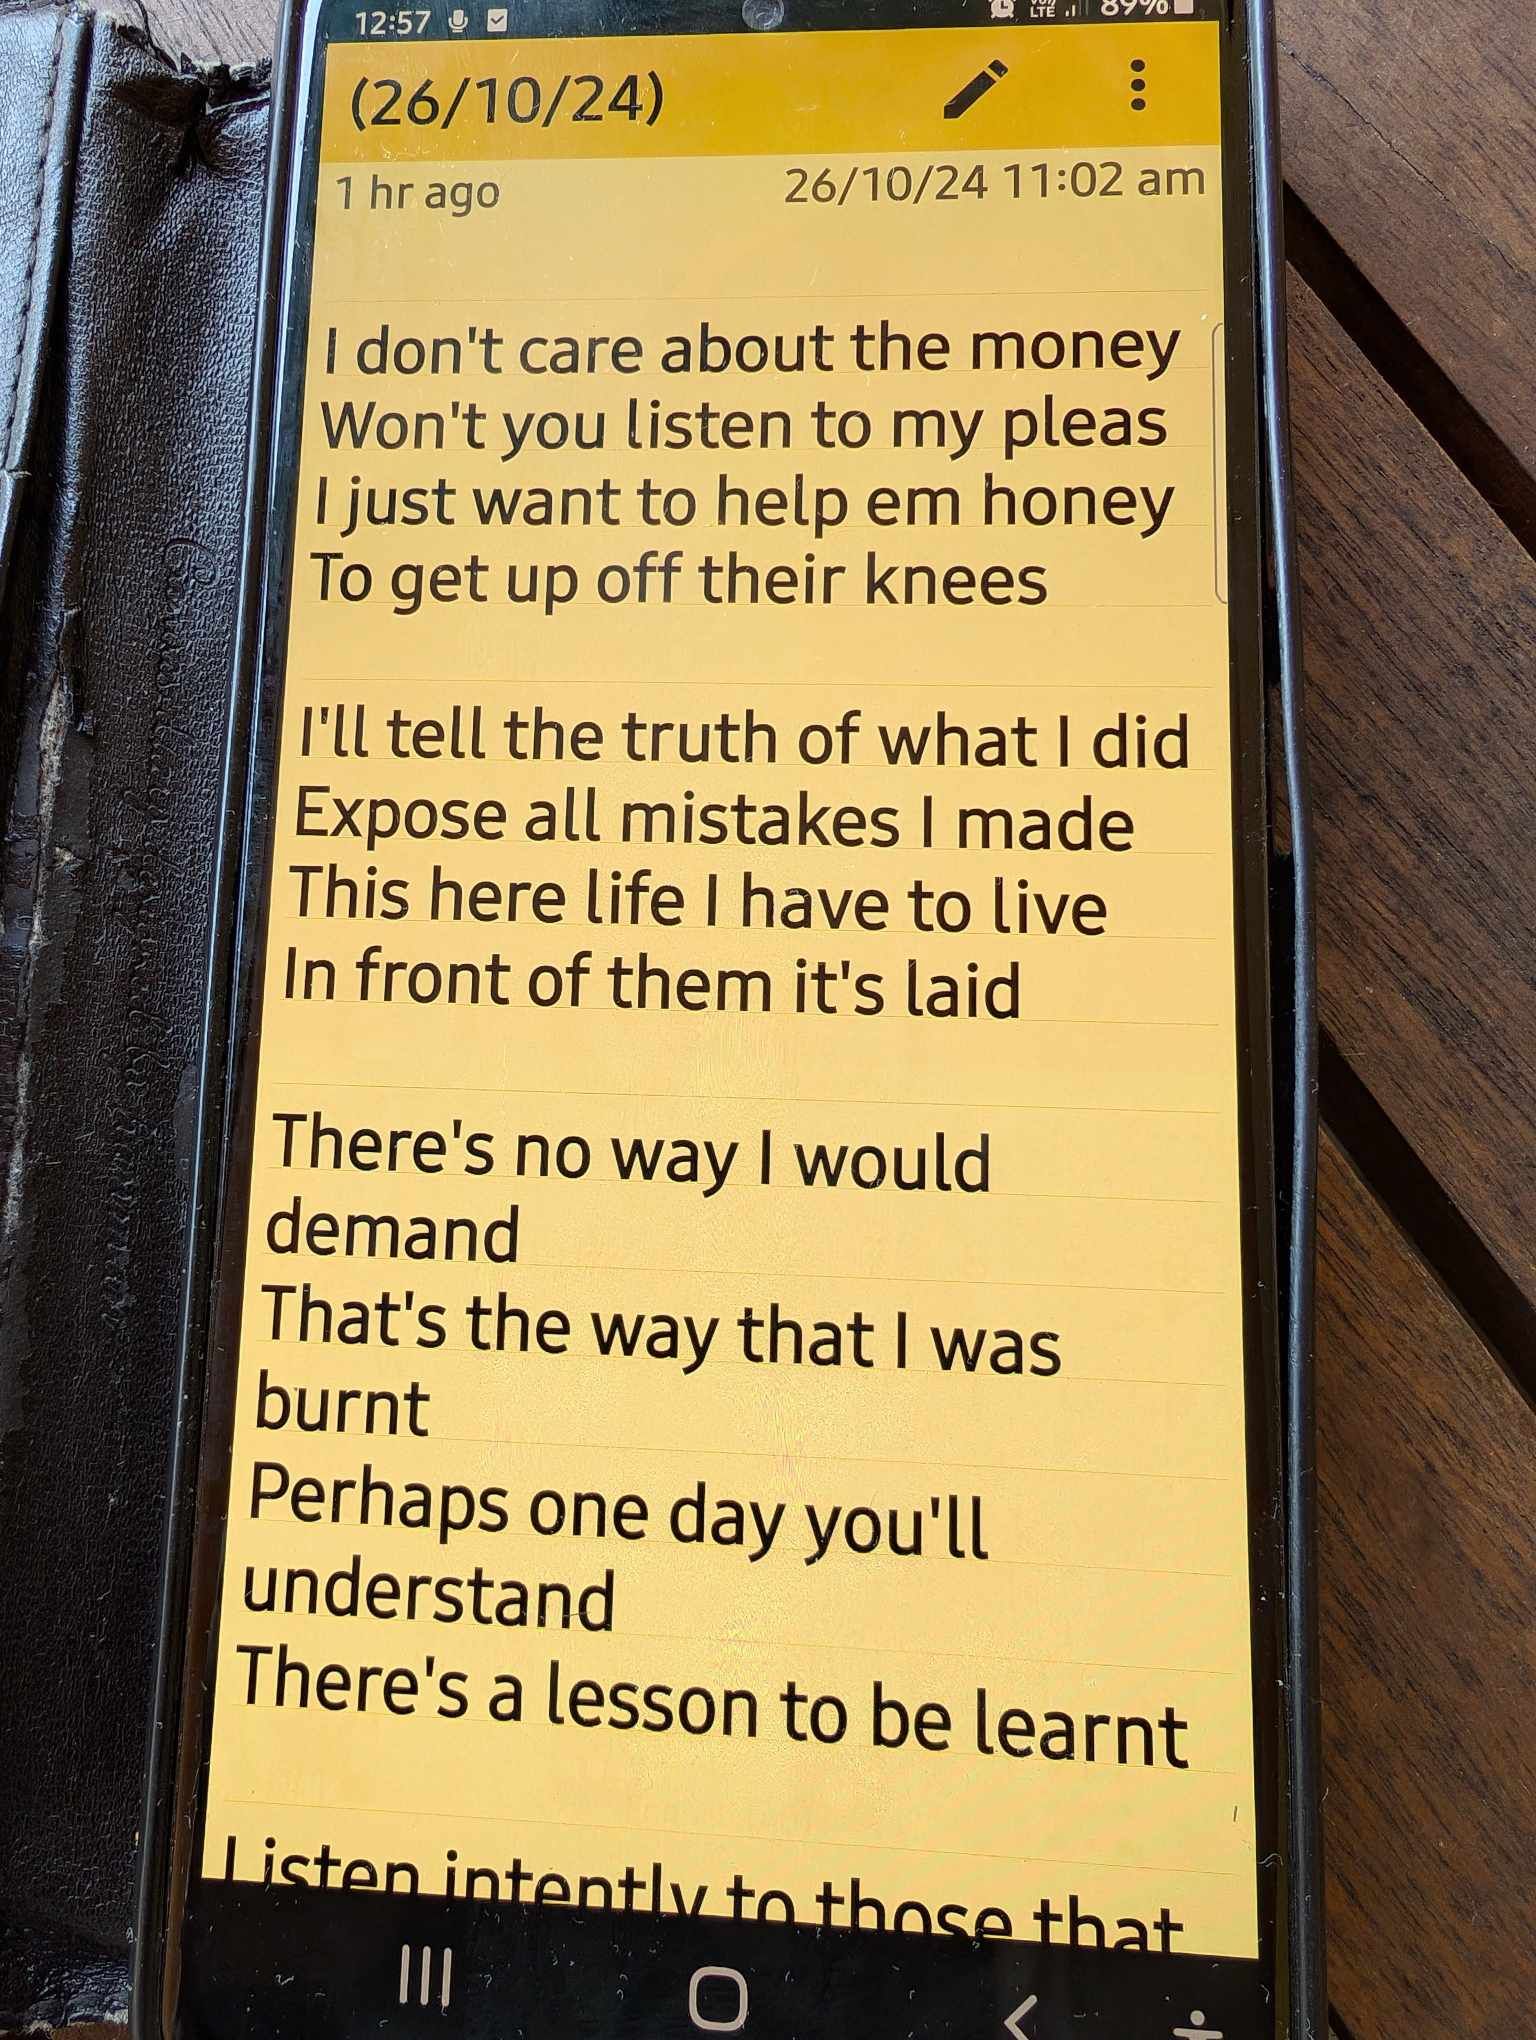 12:57
LTE
89%
(26/10/24)
1 hr ago 26/10/24 11:02 am
I don't care about the money
Won't you listen to my pleas
I just want to help em honey
To get up off their knees
I'll tell the truth of what I did
Expose all mistakes I made
This here life I have to live
In front of them it's laid
There's no way I would
demand
That's the way that I was
burnt
Perhaps one day you'll
understand
There's a lesson to be learnt
Listen intently to those that